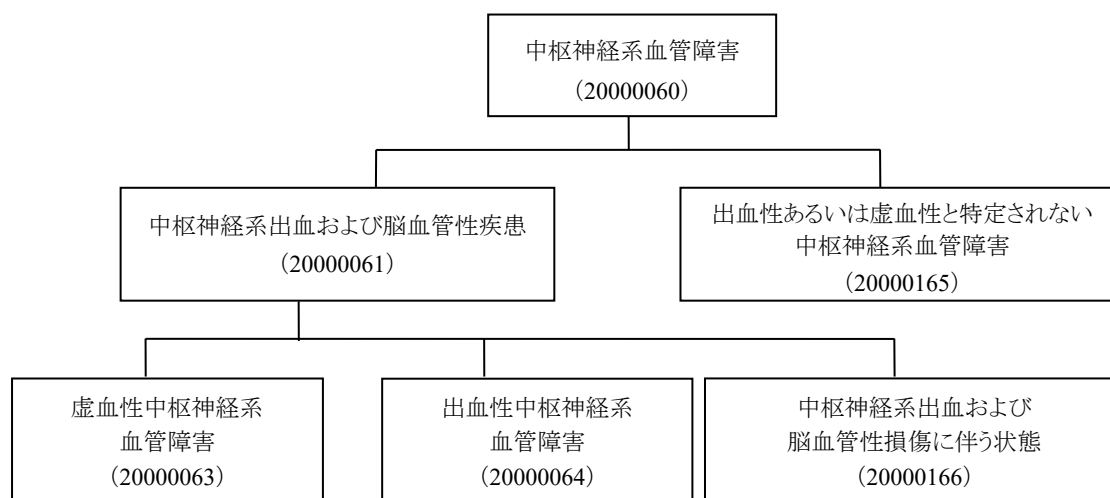 中枢神経系血管障害
（20000060）
中枢神経系出血および脳血管性疾患
（20000061）
出血性あるいは虚血性と特定されない
中枢神経系血管障害
（20000165）
虚血性中枢神経系
血管障害
（20000063）
出血性中枢神経系
血管障害
（20000064）
中枢神経系出血および
脳血管性損傷に伴う状態
（20000166）